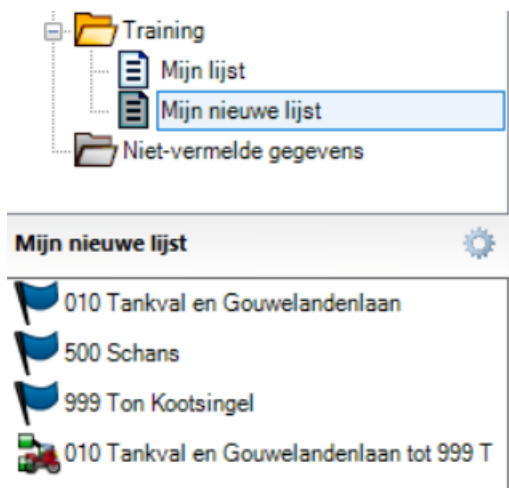 Training
Mijn lijst
Mijn nieuwe lijst
Niet-vermelde gegevens
Mijn nieuwe lijst
010 Tankval en Gouwelandenlaan
500 Schans
999 Ton Kootsingel
010 Tankval en Gouwelandenlaan tot 999 T